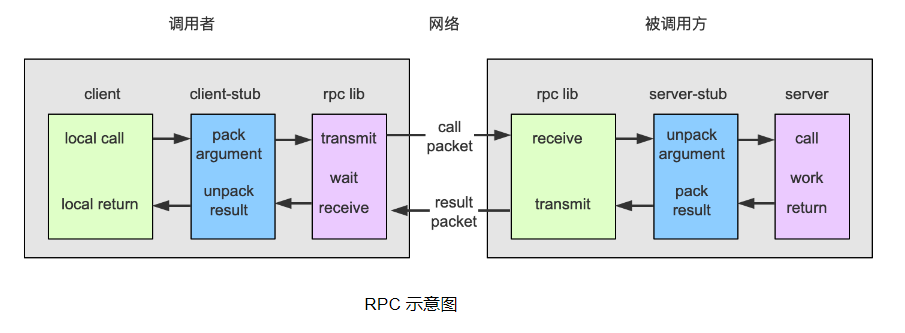 调用者
网络
被调用方
client
client-stub
rpc lib
rpc lib
server-stub
server
local call
pack
argument
transmit
call
packet
receive
unpack
argument
call
wait
work
local return
unpack
result
receive
result
packet
transmit
pack
result
return
RPC 示意图